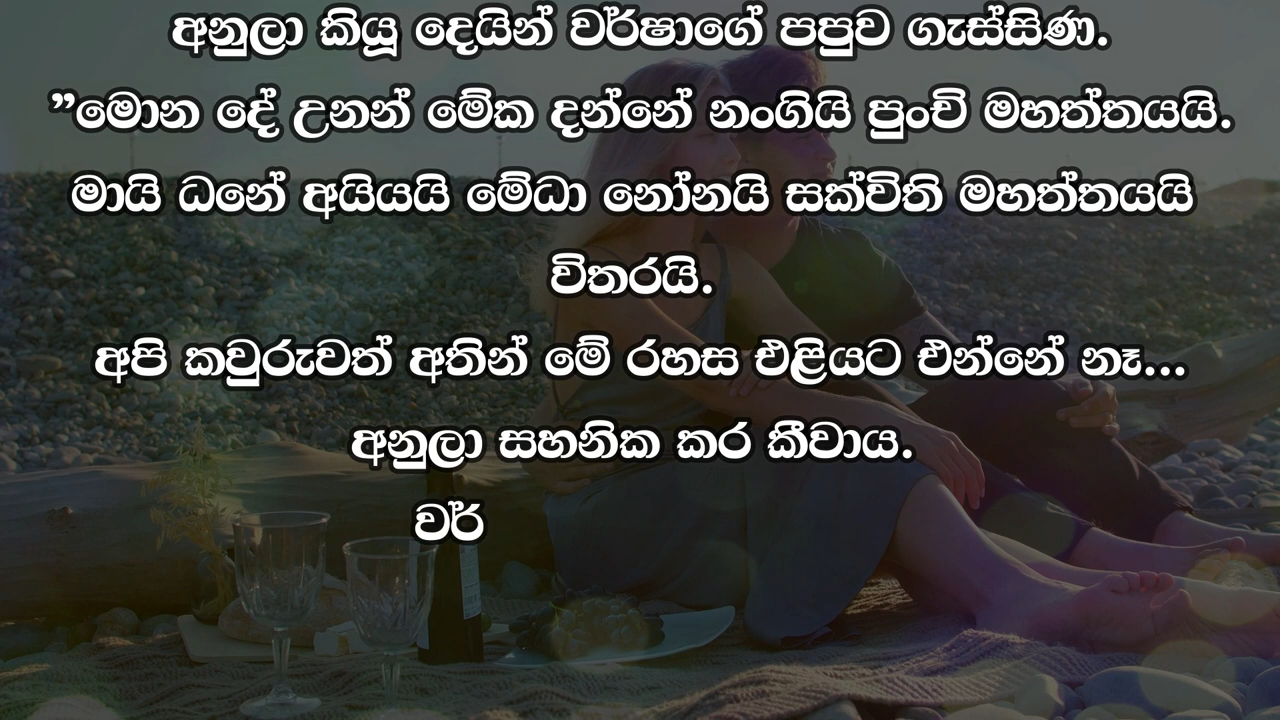 අනුලා කියූ දෙයින් වර්ෂාගේ පපුව ගැස්සිණ.
”මොන දේ උනන් මේක දන්නේ නංගියි පුංචි මහත්තයයි.
මායි ධනේ අයියයි මේධා නෝනයි සක්විති මහත්තයයි
විතරයි.
අපි කවුරුවත් අතින් මේ රහස එළියට එන්නේ නෑ...
අනුලා සහනික කර කීවාය.
වර්